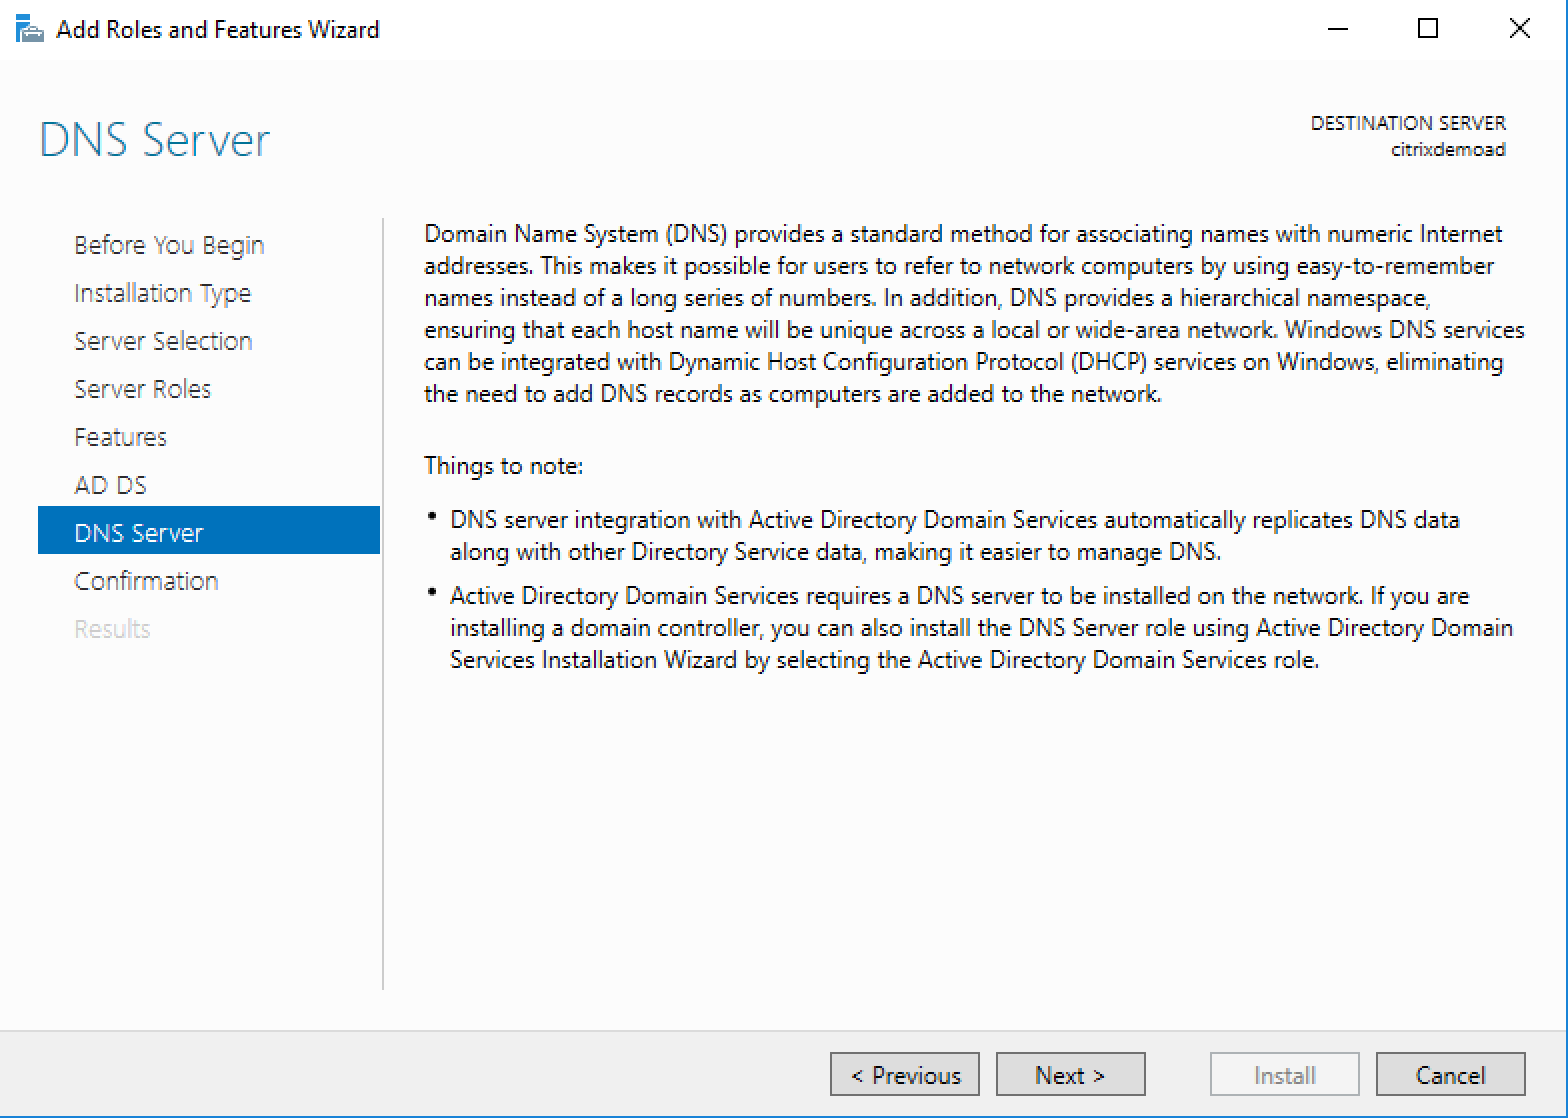 Add Roles and Features Wizard
DNS Server
DESTINATION SERVER
citrixdemoad
Before You Begin
Installation Type
Server Selection
Server Roles
Features
AD DS
DNS Server
Confirmation
Results
Domain Name System (DNS) provides a standard method for associating names with numeric Internet
addresses. This makes it possible for users to refer to network computers by using easy-to-remember
names instead of a long series of numbers. In addition, DNS provides a hierarchical namespace,
ensuring that each host name will be unique across a local or wide-area network. Windows DNS services
can be integrated with Dynamic Host Configuration Protocol (DHCP) services on Windows, eliminating
the need to add DNS records as computers are added to the network.
Things to note:
• DNS server integration with Active Directory Domain Services automatically replicates DNS data
along with other Directory Service data, making it easier to manage DNS.
• Active Directory Domain Services requires a DNS server to be installed on the network. If you are
installing a domain controller, you can also install the DNS Server role using Active Directory Domain
Services Installation Wizard by selecting the Active Directory Domain Services role.
< Previous
Next >
Install
Cancel